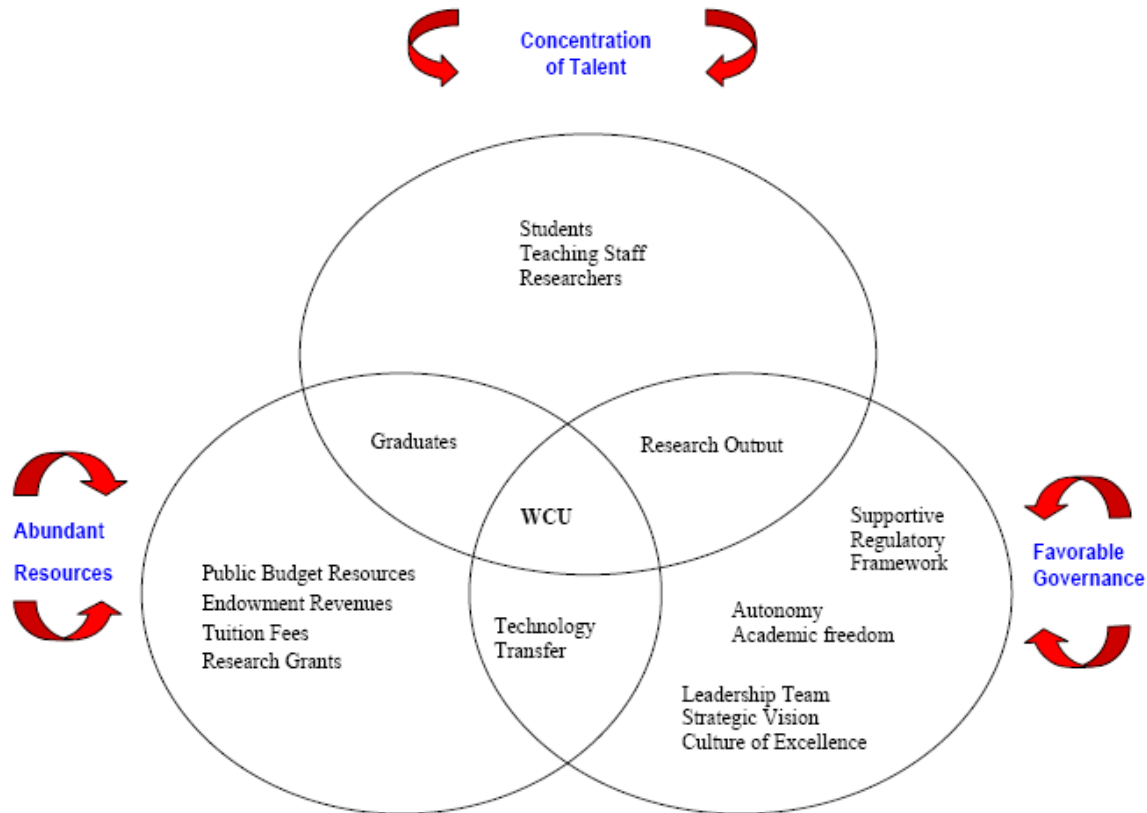 Concentration
of Talent
Students
Teaching Staff
Researchers
Graduates
Research Output
WCU
Abundant
Resources
Public Budget Resources
Endowment Revenues
Tuition Fees
Research Grants
Technology
Transfer
Supportive
Regulatory
Framework
Autonomy
Academic freedom
Leadership Team
Strategic Vision
Culture of Excellence
Favorable
Governance